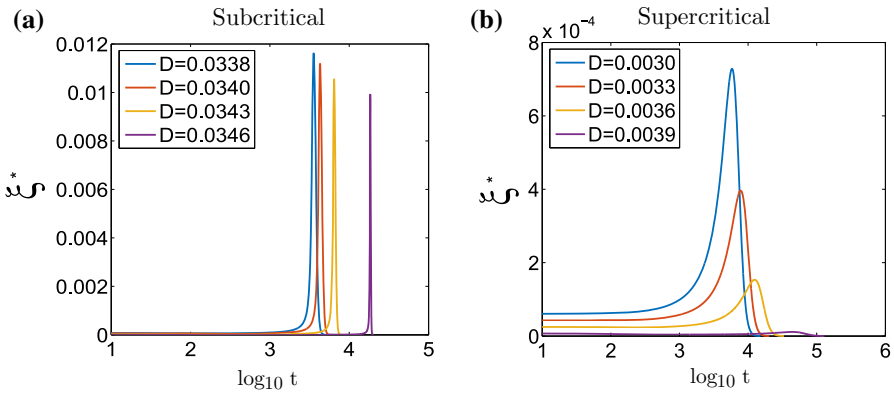 (a)
Subcritical
0.012
0.01
0.008
0.006
0.004
0.002
0
D=0.0338
D=0.0340
D=0.0343
D=0.0346
ξ*
1 2 3 4 5
log₁₀ t
(b)
Supercritical
8 × 10⁻⁴
6
4
2
0
D=0.0030
D=0.0033
D=0.0036
D=0.0039
ξ*
1 2 3 4 5 6
log₁₀ t